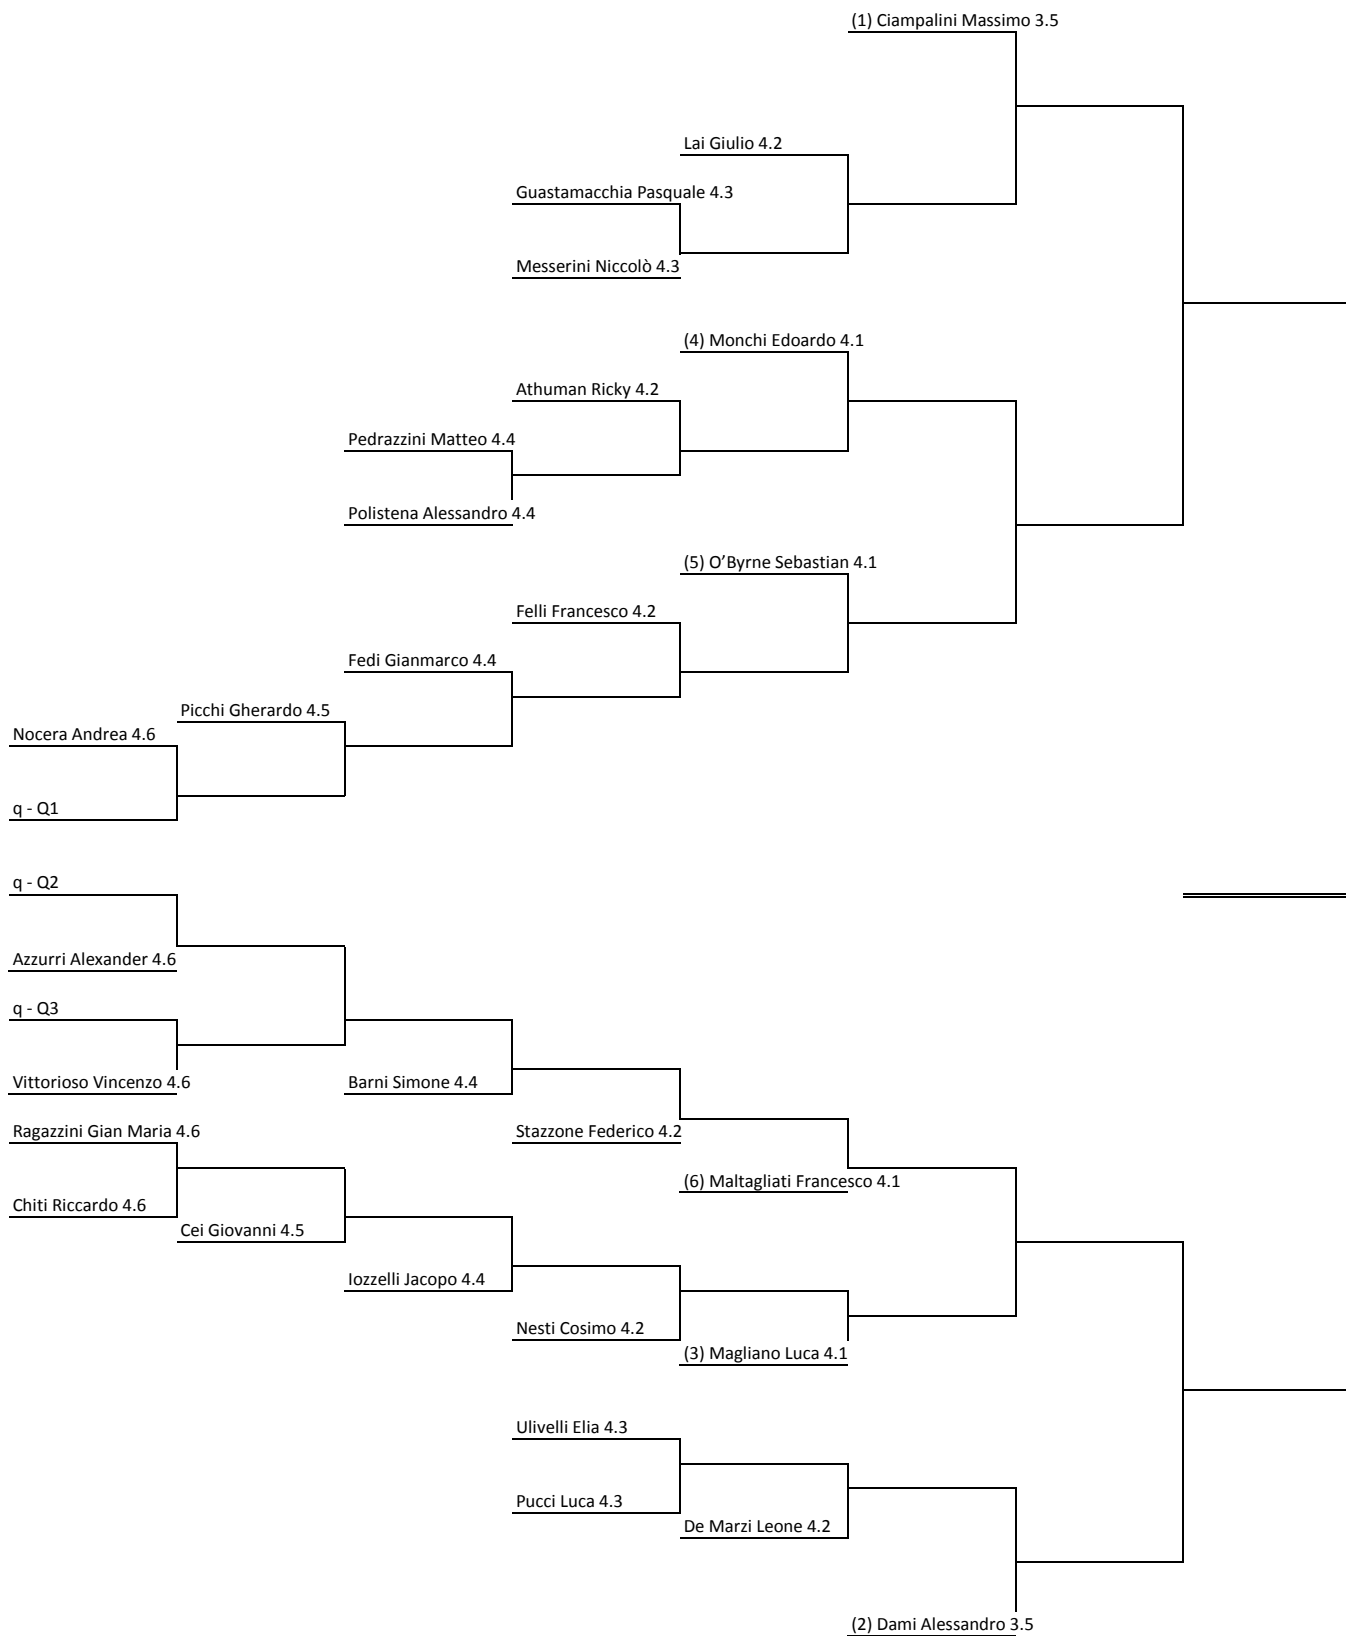 (1) Ciampalini Massimo 3.5
Lai Giulio 4.2
Guastamacchia Pasquale 4.3
Messerini Niccolò 4.3
(4) Monchi Edoardo 4.1
Athuman Ricky 4.2
Pedrazzini Matteo 4.4
Polistena Alessandro 4.4
(5) O’Byrne Sebastian 4.1
Felli Francesco 4.2
Fedi Gianmarco 4.4
Picchi Gherardo 4.5
Nocera Andrea 4.6
q - Q1
q - Q2
Azzurri Alexander 4.6
q - Q3
Vittorioso Vincenzo 4.6
Barni Simone 4.4
Ragazzini Gian Maria 4.6
Stazzone Federico 4.2
(6) Maltagliati Francesco 4.1
Chiti Riccardo 4.6
Cei Giovanni 4.5
Iozzelli Jacopo 4.4
Nesti Cosimo 4.2
(3) Magliano Luca 4.1
Ulivelli Elia 4.3
Pucci Luca 4.3
De Marzi Leone 4.2
(2) Dami Alessandro 3.5